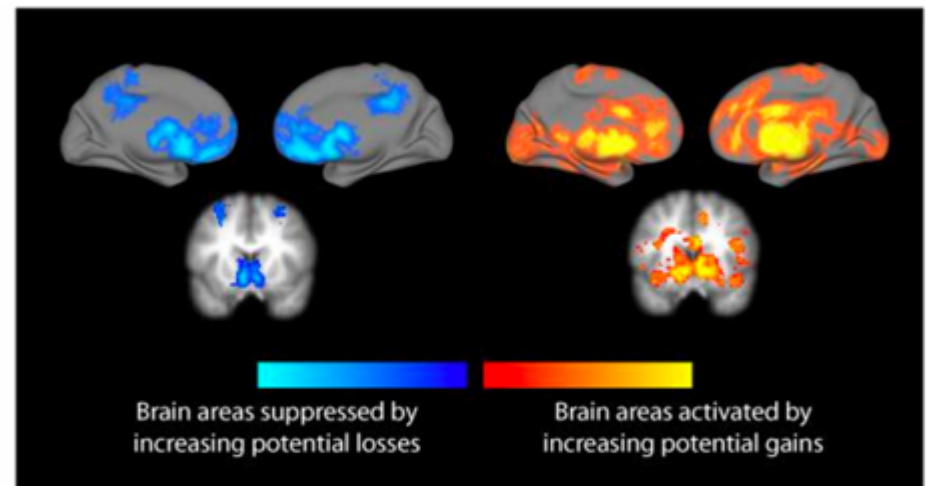 Brain areas suppressed by
increasing potential losses
Brain areas activated by
increasing potential gains